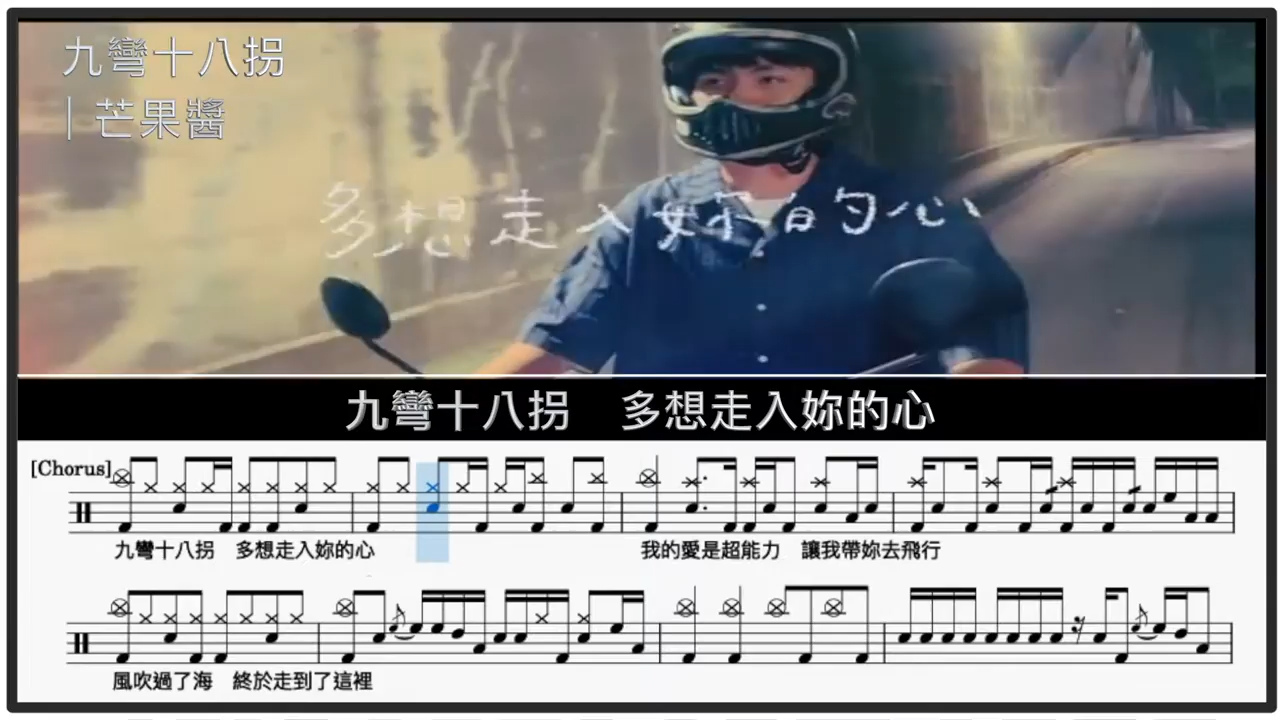 九彎十八拐
| 芒果醬
多想走入妳的心
九彎十八拐　多想走入妳的心
[Chorus]
九彎十八拐　多想走入妳的心　我的愛是超能力　讓我帶妳去飛行
風吹過了海　終於走到了這裡